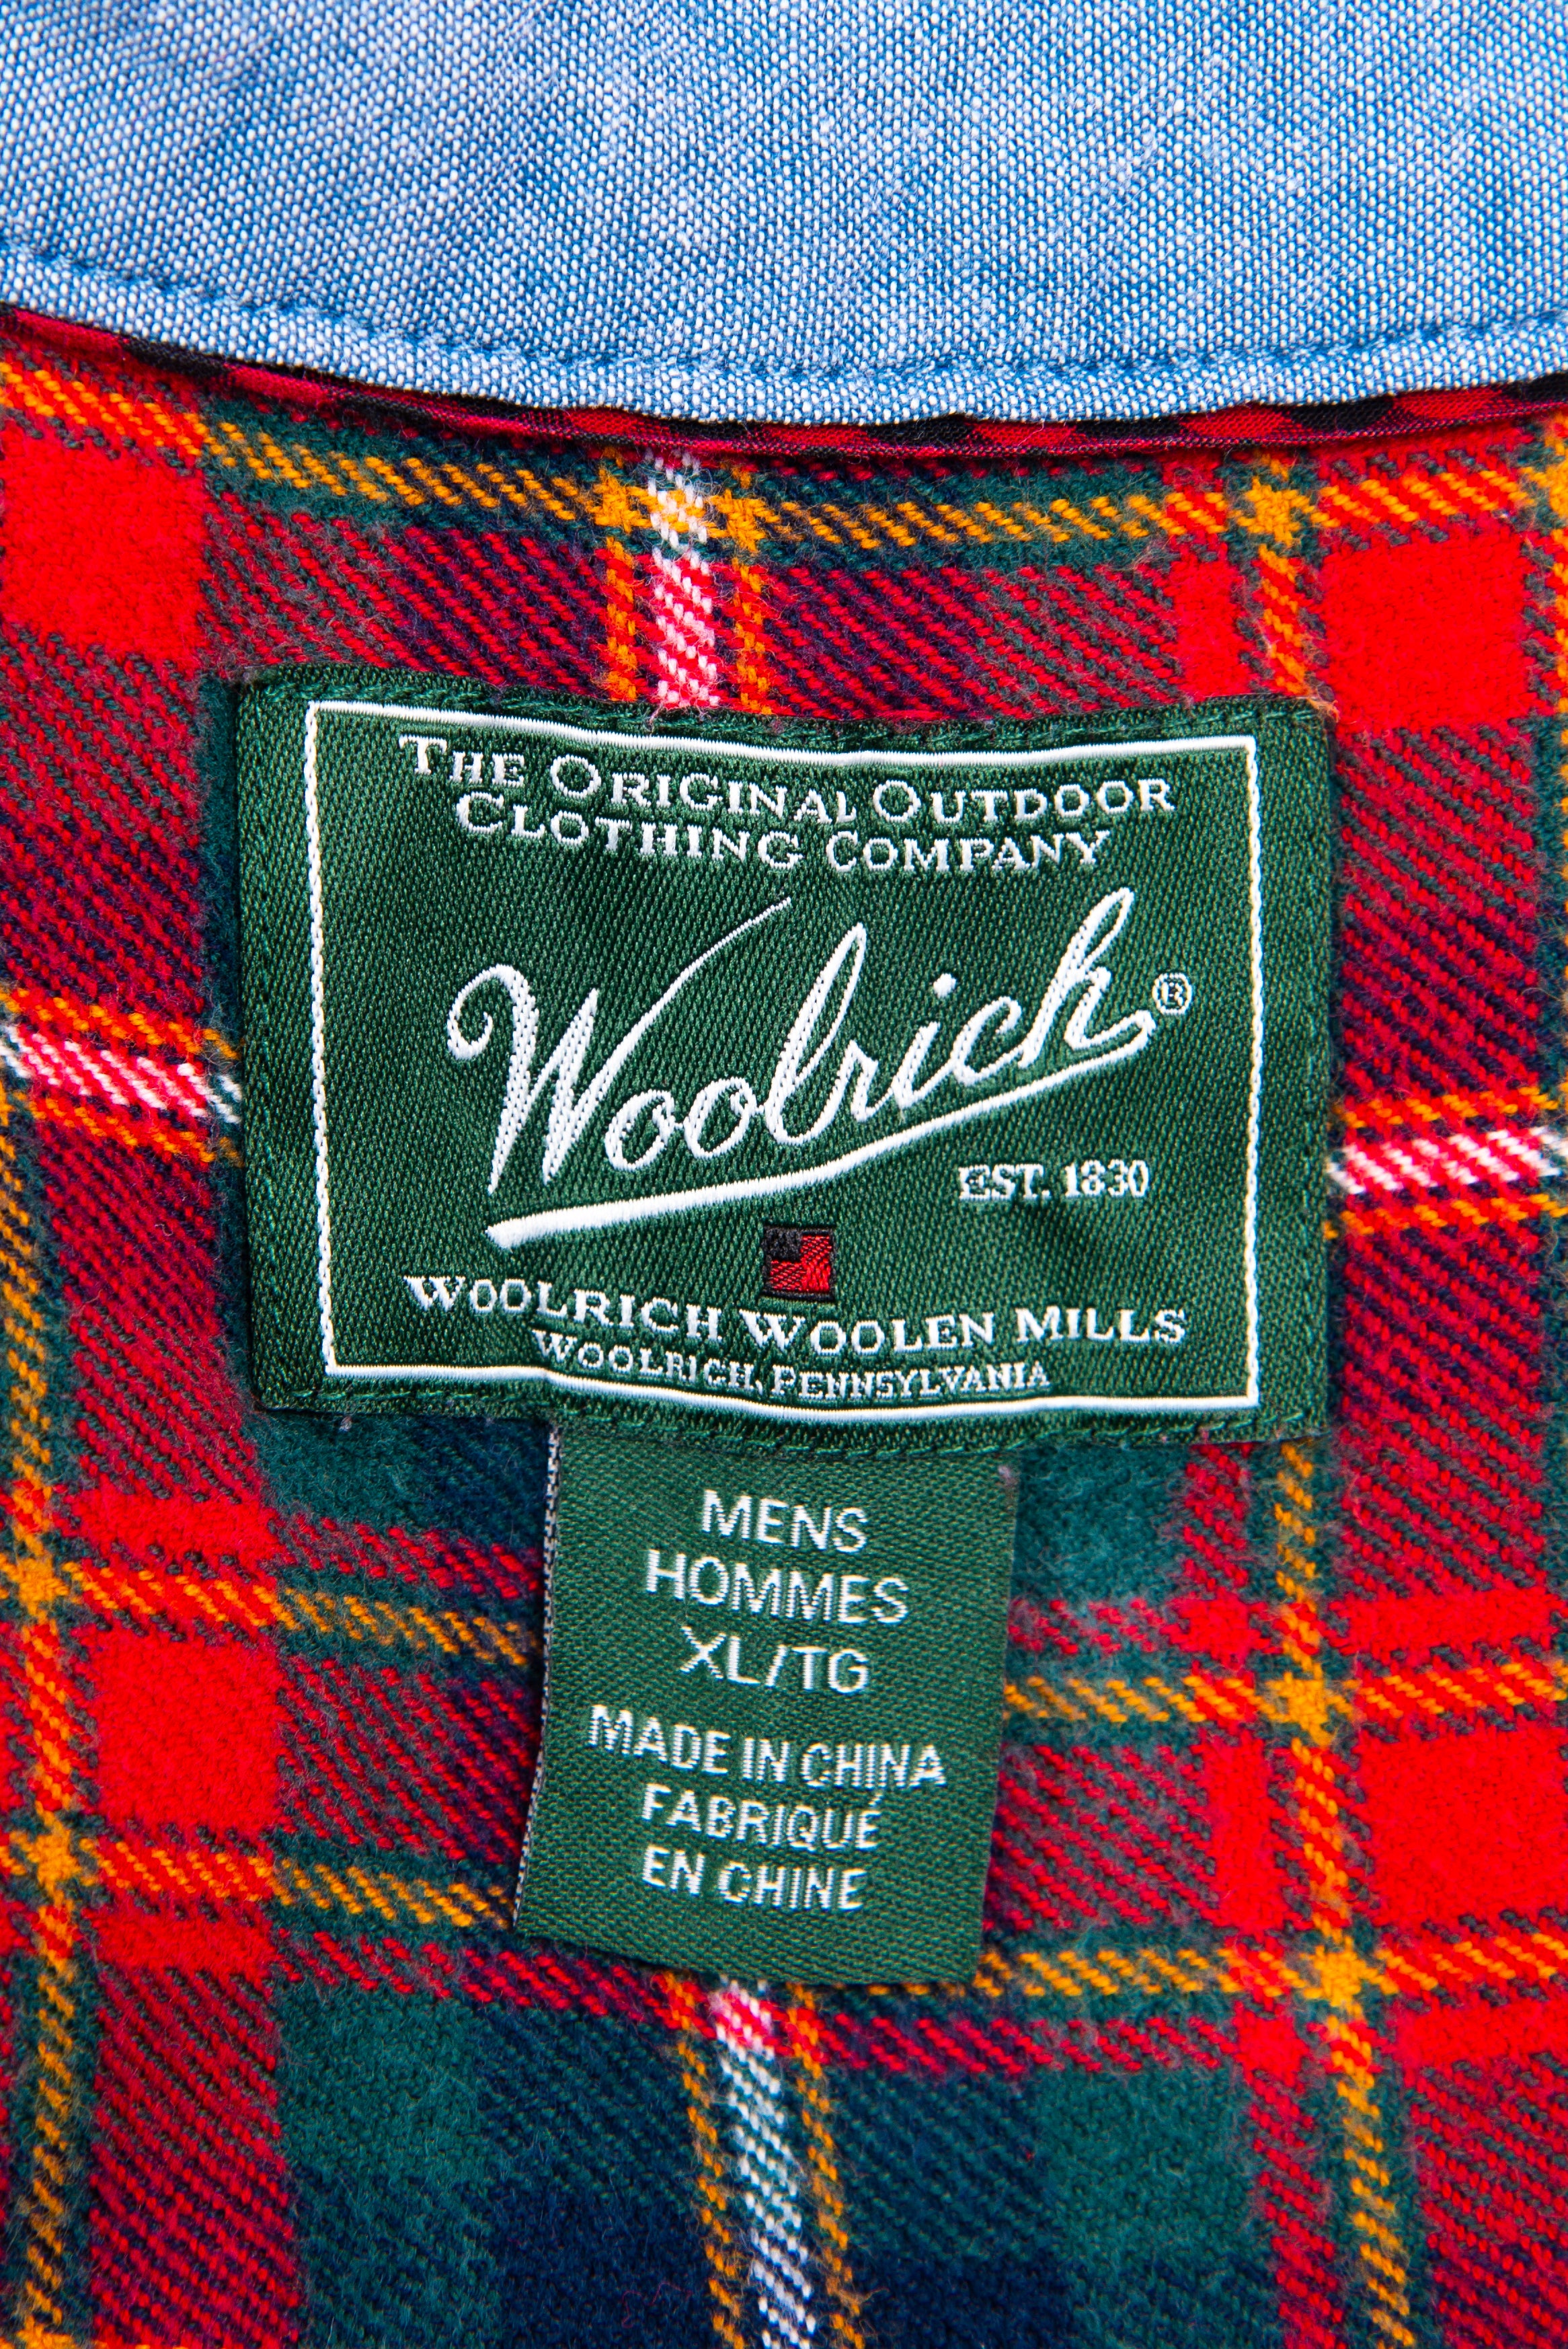 THE ORIGINAL OUTDOOR
CLOTHING COMPANY
Woolrich®
EST. 1830
WOOLRICH WOOLEN MILLS
WOOLRICH, PENNSYLVANIA
MENS
HOMMES
XL/TG
MADE IN CHINA
FABRIQUÉ
EN CHINE